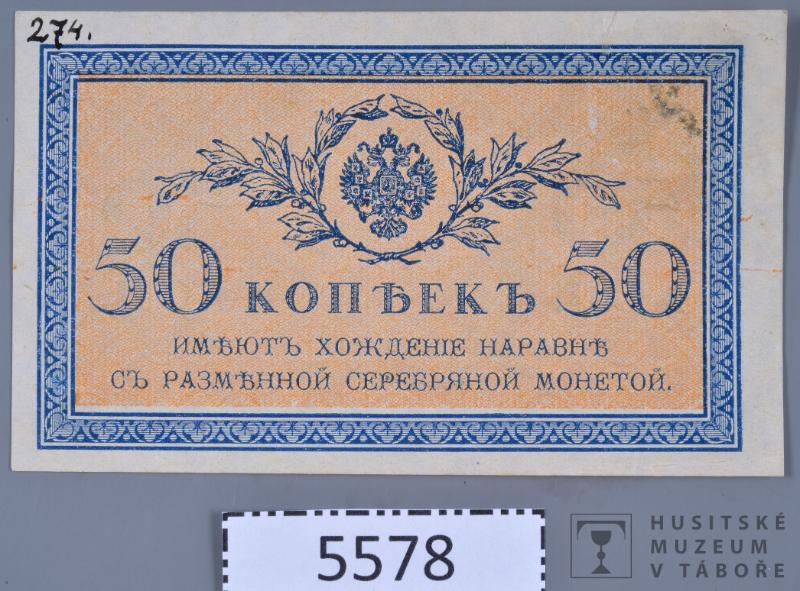 274.
50 КОПѢЕКЪ 50
ИМѢЮТЪ ХОЖДЕНІЕ НАРАВНѢ
СЪ РАЗМѢННОЙ СЕРЕБРЯНОЙ МОНЕТОЙ.
5578
HUSITSKÉ
MUZEUM
V TÁBOŘE